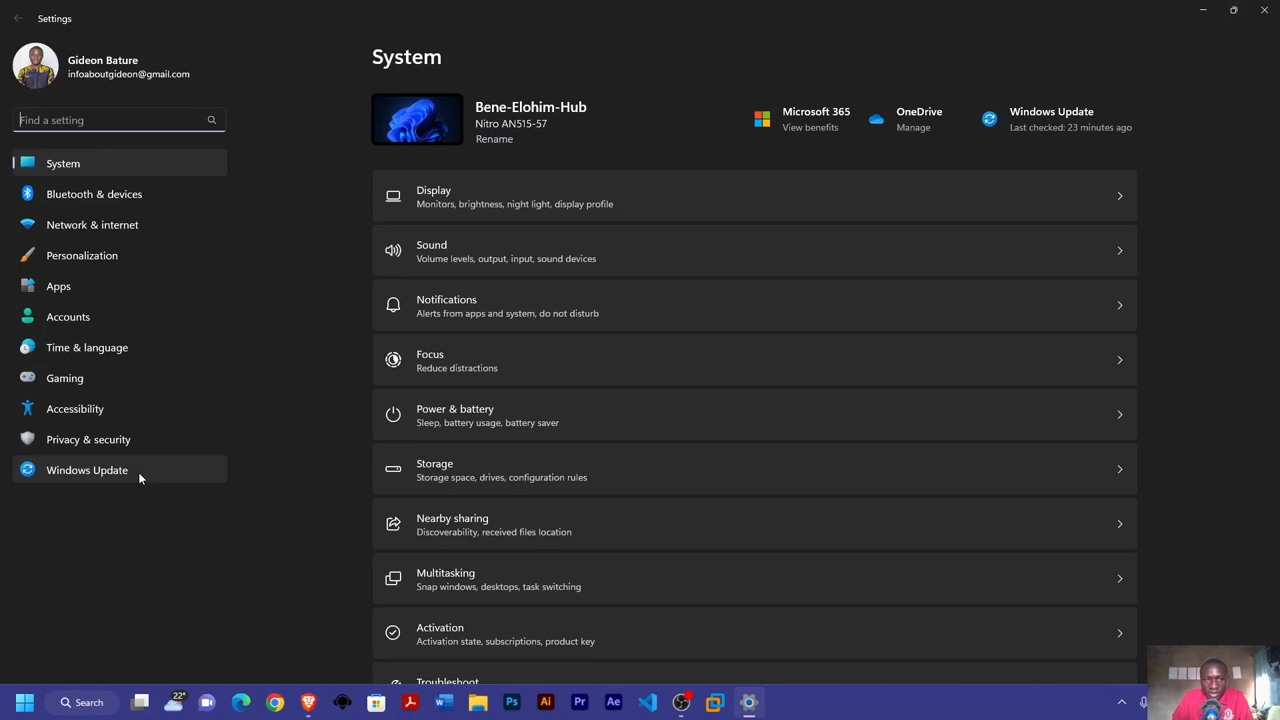 Settings
Gideon Bature
infoaboutgideon@gmail.com
Find a setting
System
Bluetooth & devices
Network & internet
Personalization
Apps
Accounts
Time & language
Gaming
Accessibility
Privacy & security
Windows Update
System
Bene-Elohim-Hub
Nitro AN515-57
Rename
Microsoft 365
View benefits
OneDrive
Manage
Windows Update
Last checked: 23 minutes ago
Display
Monitors, brightness, night light, display profile
Sound
Volume levels, output, input, sound devices
Notifications
Alerts from apps and system, do not disturb
Focus
Reduce distractions
Power & battery
Sleep, battery usage, battery saver
Storage
Storage space, drives, configuration rules
Nearby sharing
Discoverability, received files location
Multitasking
Snap windows, desktops, task switching
Activation
Activation state, subscriptions, product key
Troubleshoot
Search
22°
Ps
Ai
Pr
Ae